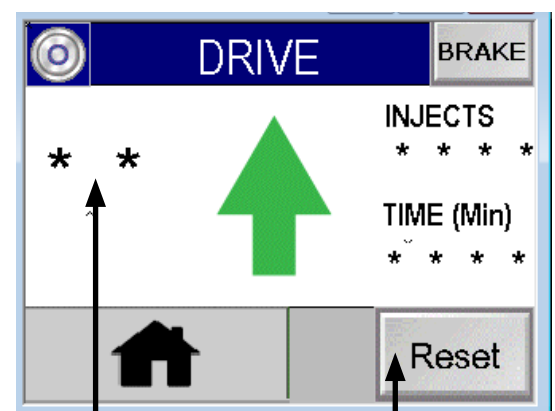 DRIVE
BRAKE
INJECTS
* * * *
* *
TIME (Min)
* * * *
Reset